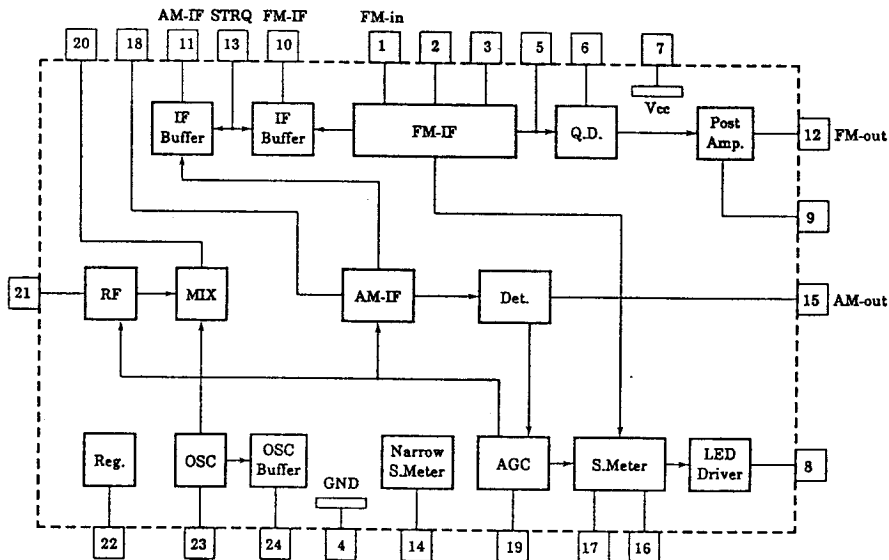 AM-IF STRQ FM-IF FM-in
20 18 11 13 10 1 2 3 5 6 7
Vcc
IF Buffer
IF Buffer
FM-IF
Q.D.
Post Amp.
12 FM-out
9
21
RF
MIX
AM-IF
Det.
15 AM-out
Reg.
OSC
OSC Buffer
GND
Narrow S.Meter
AGC
S.Meter
LED Driver
8
22 23 24 4 14 19 17 16